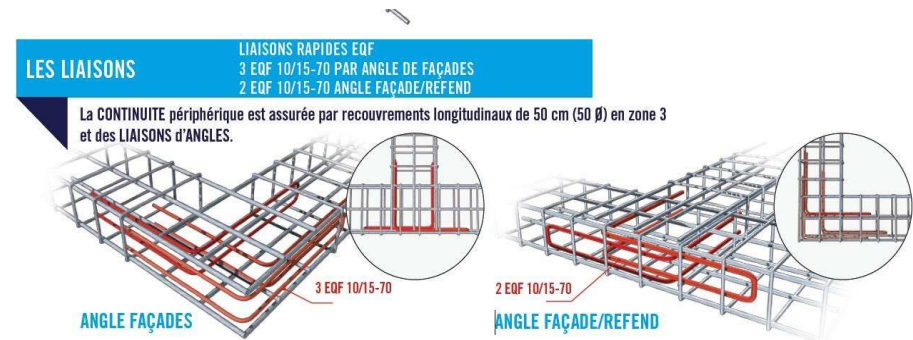 LES LIAISONS
LIAISONS RAPIDES EQF
3 EQF 10/15-70 PAR ANGLE DE FAÇADES
2 EQF 10/15-70 ANGLE FAÇADE/REFEND
La CONTINUITE périphérique est assurée par recouvrements longitudinaux de 50 cm (50 Ø) en zone 3
et des LIAISONS d’ANGLES.
3 EQF 10/15-70
ANGLE FAÇADES
2 EQF 10/15-70
ANGLE FAÇADE/REFEND